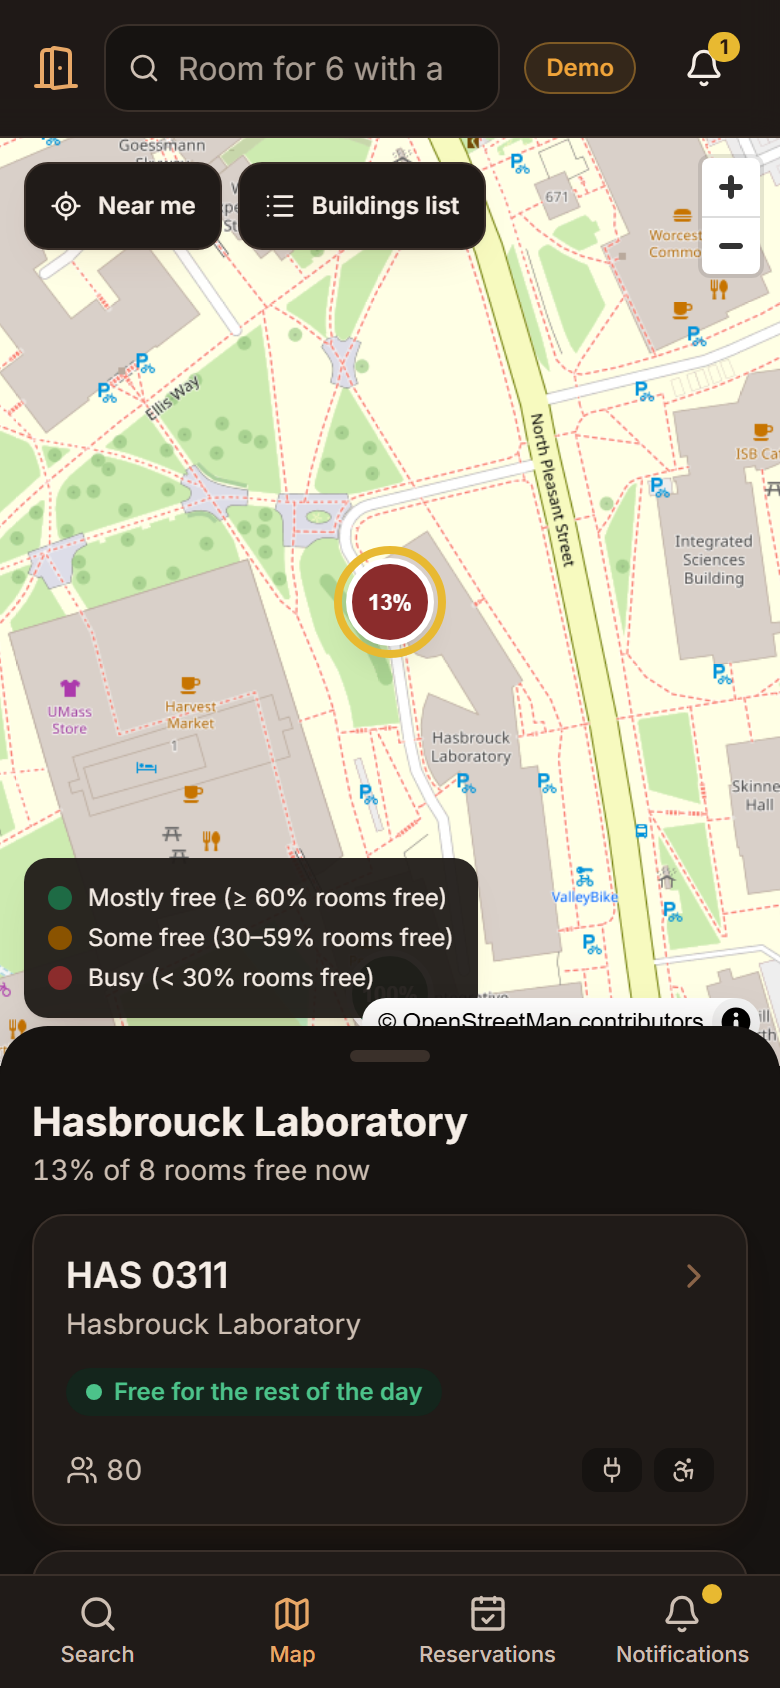 Room for 6 with a
Demo
1
Goessmann
Near me
Buildings list
671
Worcest
Commo
Ellis Way
North Pleasant Street
ISB Ca
Integrated
Sciences
Building
13%
UMass
Store
Harvest
Market
1
Hasbrouck
Laboratory
Skinne
Hall
ValleyBike
Mostly free (≥ 60% rooms free)
Some free (30–59% rooms free)
Busy (< 30% rooms free)
© OpenStreetMap contributors
Hasbrouck Laboratory
13% of 8 rooms free now
HAS 0311
Hasbrouck Laboratory
Free for the rest of the day
80
Search
Map
Reservations
Notifications